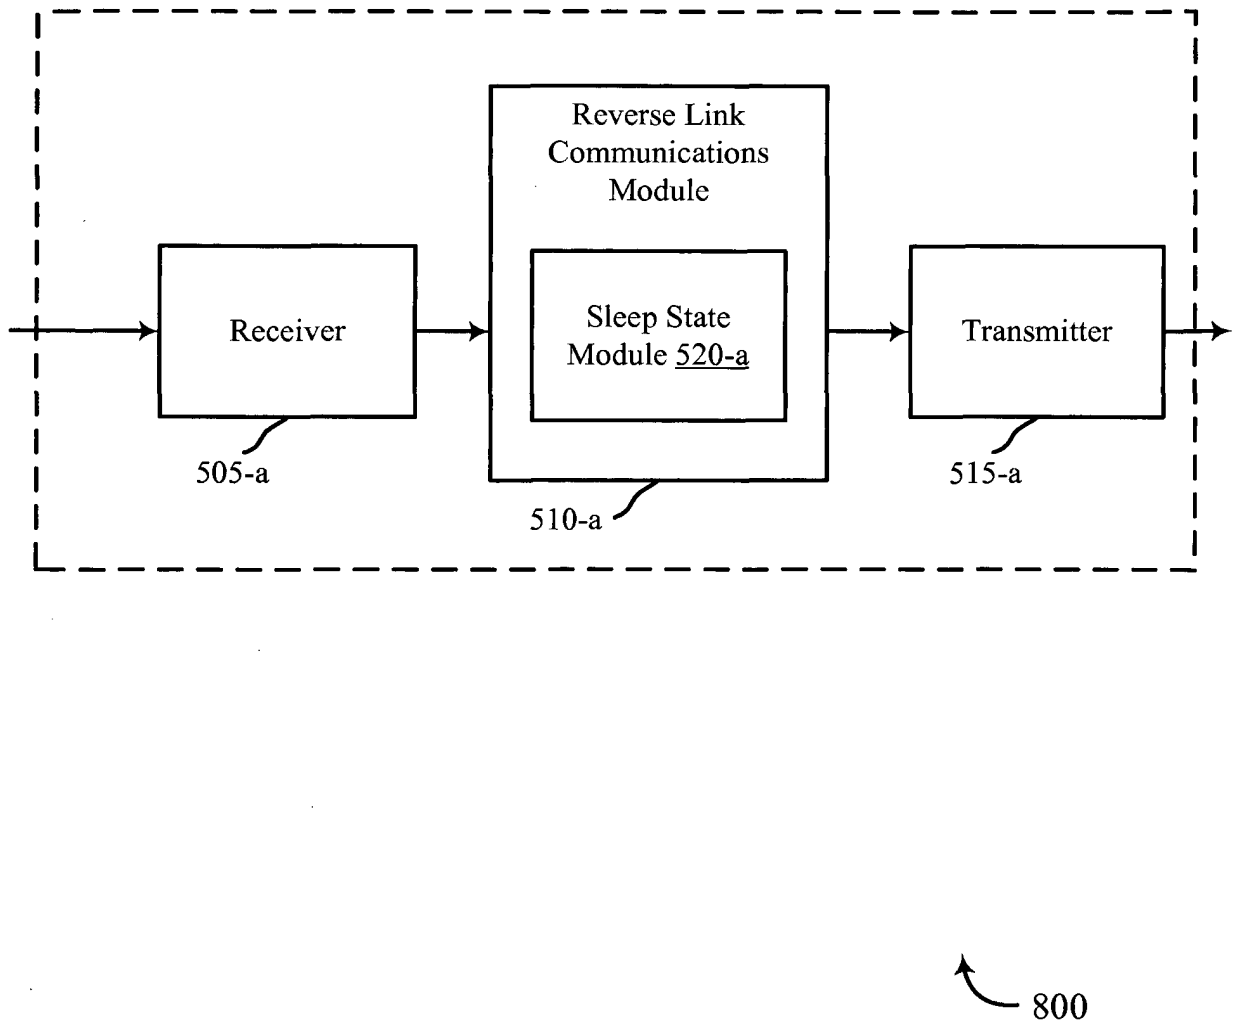 Reverse Link
Communications
Module
Receiver
Sleep State
Module 520-a
Transmitter
505-a
510-a
515-a
800